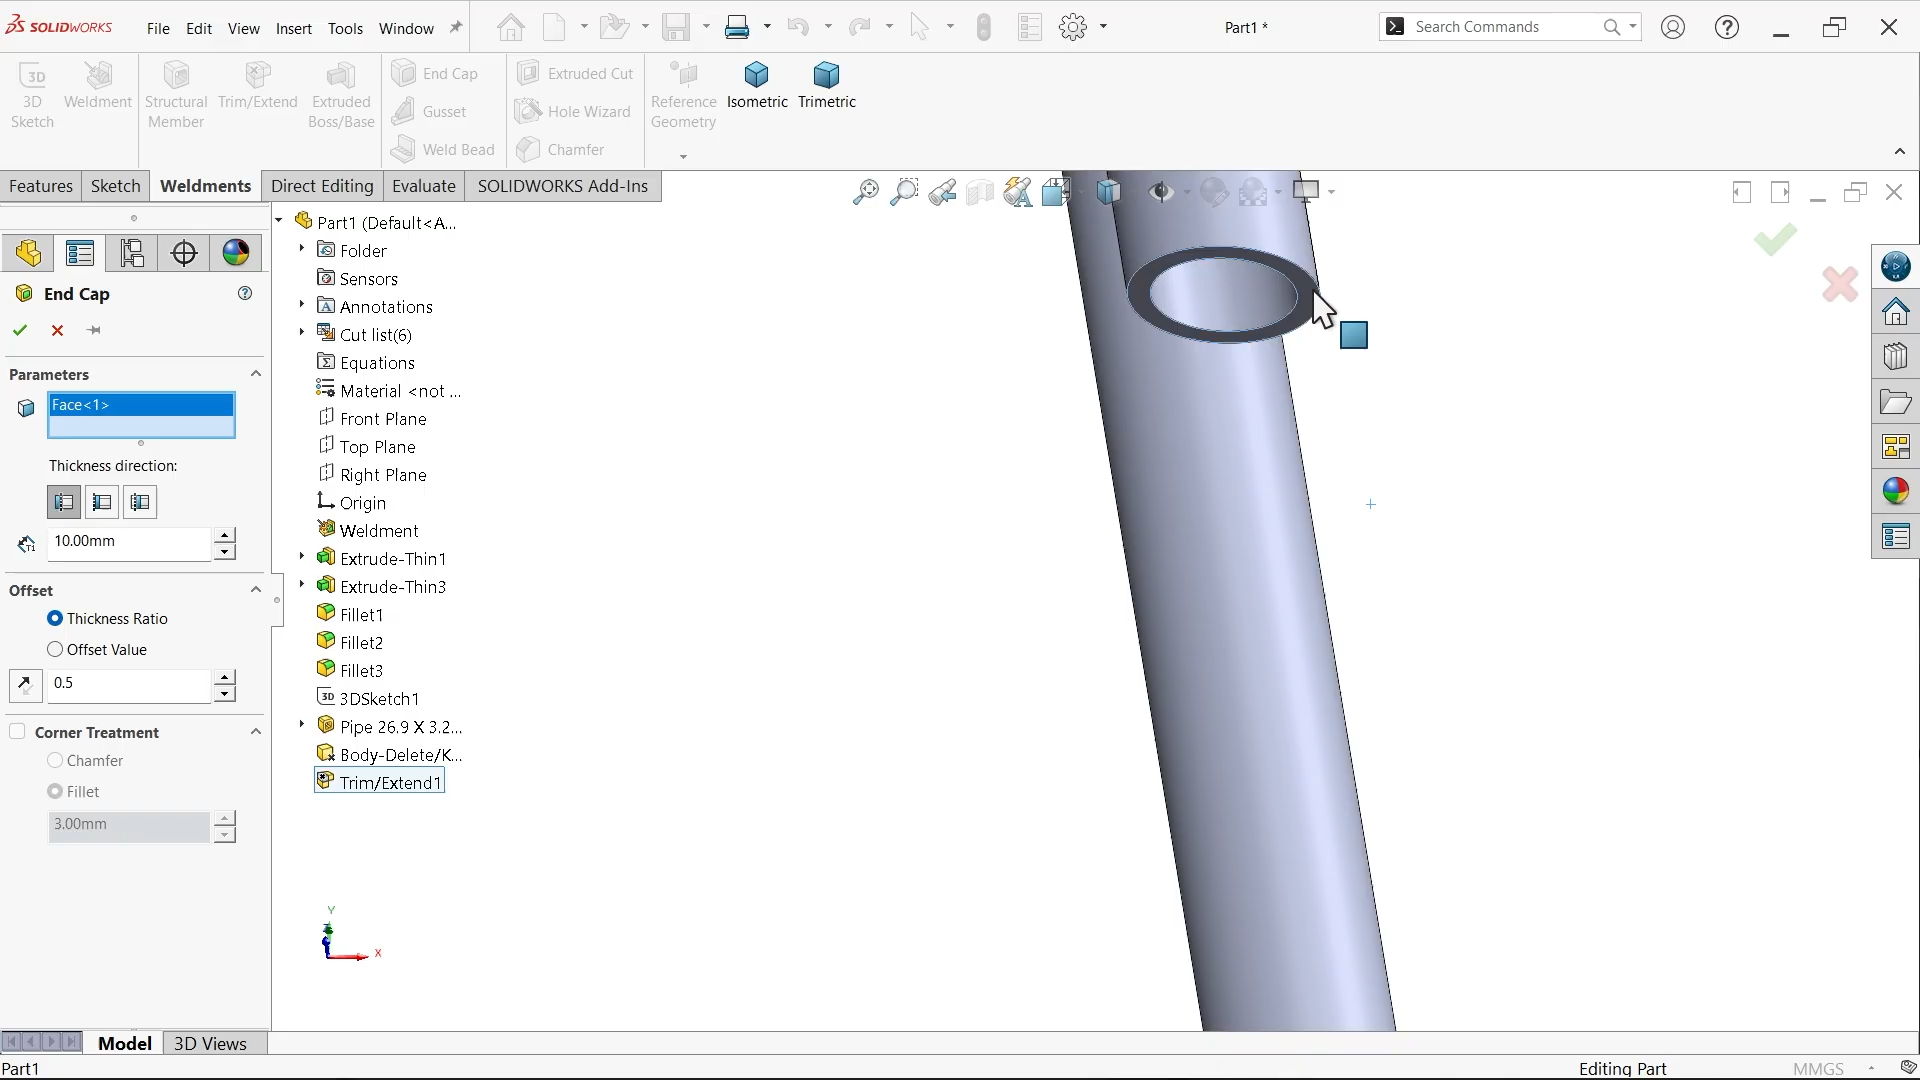 SOLIDWORKS File Edit View Insert Tools Window Part1 * Search Commands
3D Sketch
Weldment
Structural Member
Trim/Extend
Extruded Boss/Base
End Cap
Gusset
Weld Bead
Extruded Cut
Hole Wizard
Chamfer
Reference Geometry
Isometric
Trimetric
Features Sketch Weldments Direct Editing Evaluate SOLIDWORKS Add-Ins
End Cap
Parameters
Face<1>
Thickness direction:
10.00mm
Offset
Thickness Ratio
Offset Value
0.5
Corner Treatment
Chamfer
Fillet
3.00mm
Part1 (Default<A...
Folder
Sensors
Annotations
Cut list(6)
Equations
Material <not ...
Front Plane
Top Plane
Right Plane
Origin
Weldment
Extrude-Thin1
Extrude-Thin3
Fillet1
Fillet2
Fillet3
3DSketch1
Pipe 26.9 X 3.2...
Body-Delete/K...
Trim/Extend1
Y
X
Model 3D Views
Part1 Editing Part MMGS